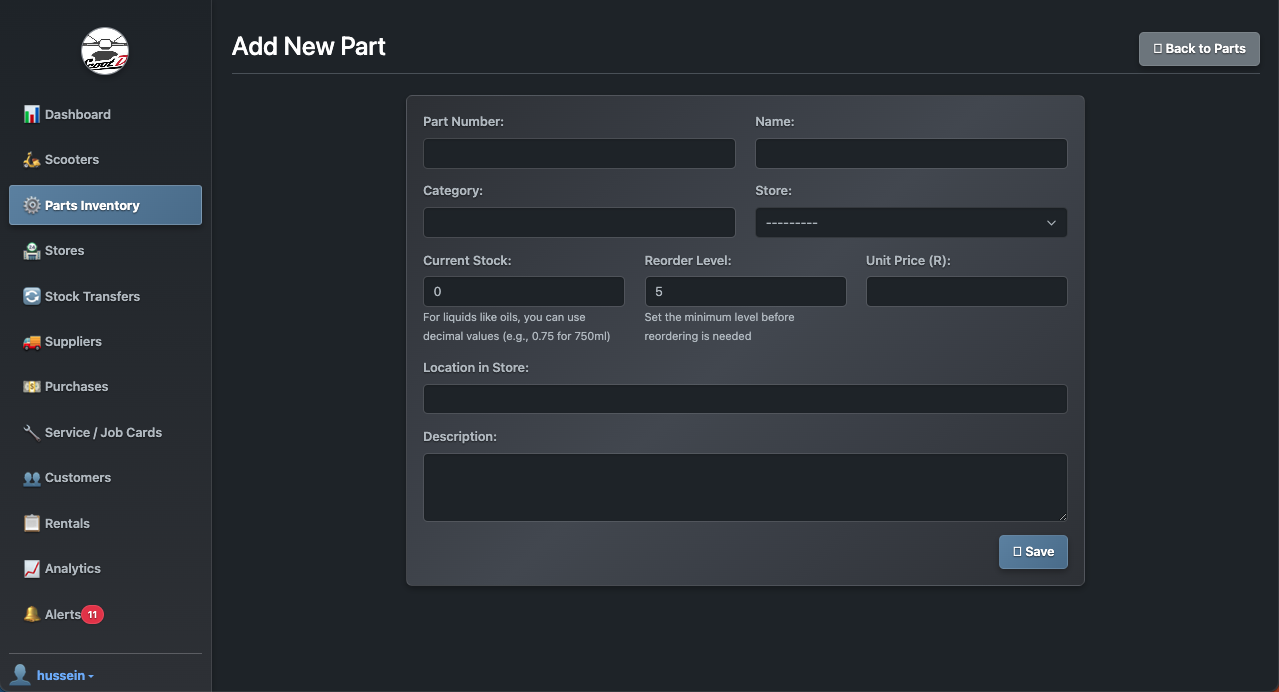 Scoot Dr
Dashboard
Scooters
Parts Inventory
Stores
Stock Transfers
Suppliers
Purchases
Service / Job Cards
Customers
Rentals
Analytics
Alerts 11
hussein
Add New Part
Back to Parts
Part Number:
Name:
Category:
Store:
---------
Current Stock:
Reorder Level:
Unit Price (R):
0
5
For liquids like oils, you can use
decimal values (e.g., 0.75 for 750ml)
Set the minimum level before
reordering is needed
Location in Store:
Description:
Save